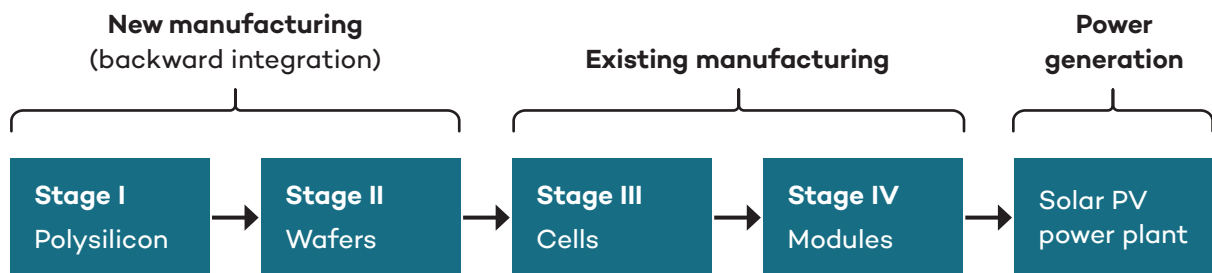 New manufacturing
(backward integration)
Existing manufacturing
Power
generation
Stage I
Polysilicon
Stage II
Wafers
Stage III
Cells
Stage IV
Modules
Solar PV
power plant